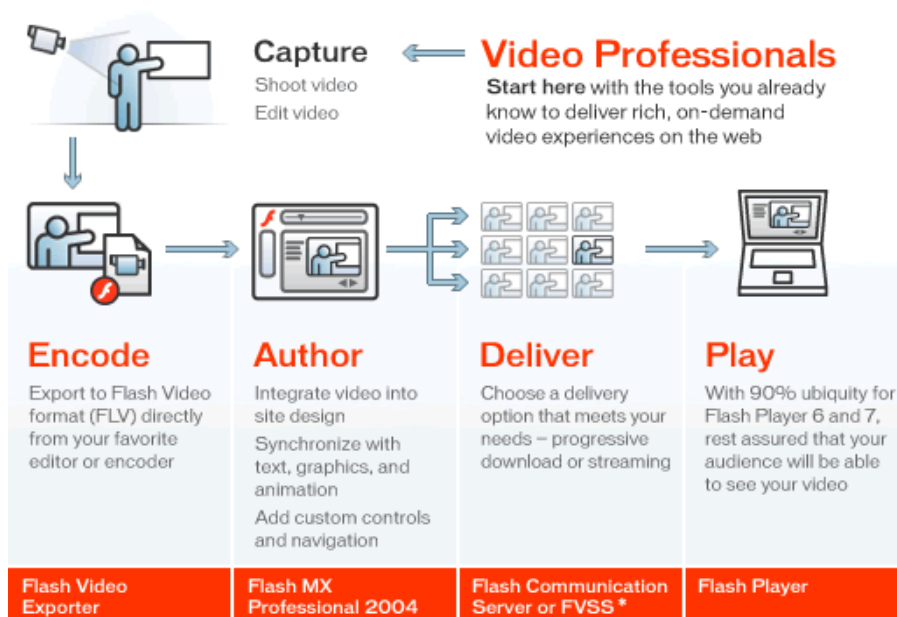 Capture
Shoot video
Edit video
Video Professionals
Start here with the tools you already
know to deliver rich, on-demand
video experiences on the web
Encode
Export to Flash Video
format (FLV) directly
from your favorite
editor or encoder
Author
Integrate video into
site design
Synchronize with
text, graphics, and
animation
Add custom controls
and navigation
Deliver
Choose a delivery
option that meets your
needs – progressive
download or streaming
Play
With 90% ubiquity for
Flash Player 6 and 7,
rest assured that your
audience will be able
to see your video
Flash Video
Exporter
Flash MX
Professional 2004
Flash Communication
Server or FVSS *
Flash Player